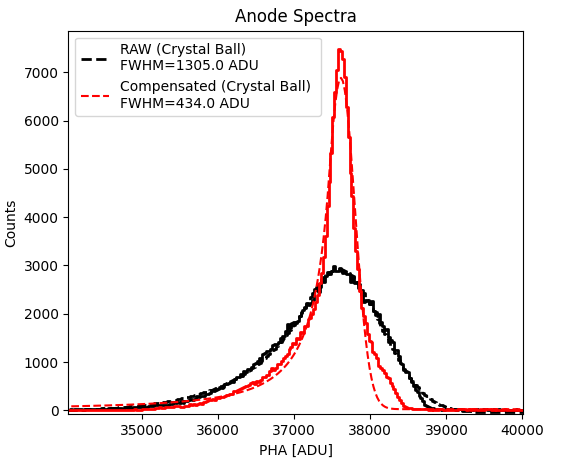 Anode Spectra
RAW (Crystal Ball)
FWHM=1305.0 ADU
Compensated (Crystal Ball)
FWHM=434.0 ADU
Counts
7000
6000
5000
4000
3000
2000
1000
0
35000
36000
37000
38000
39000
40000
PHA [ADU]